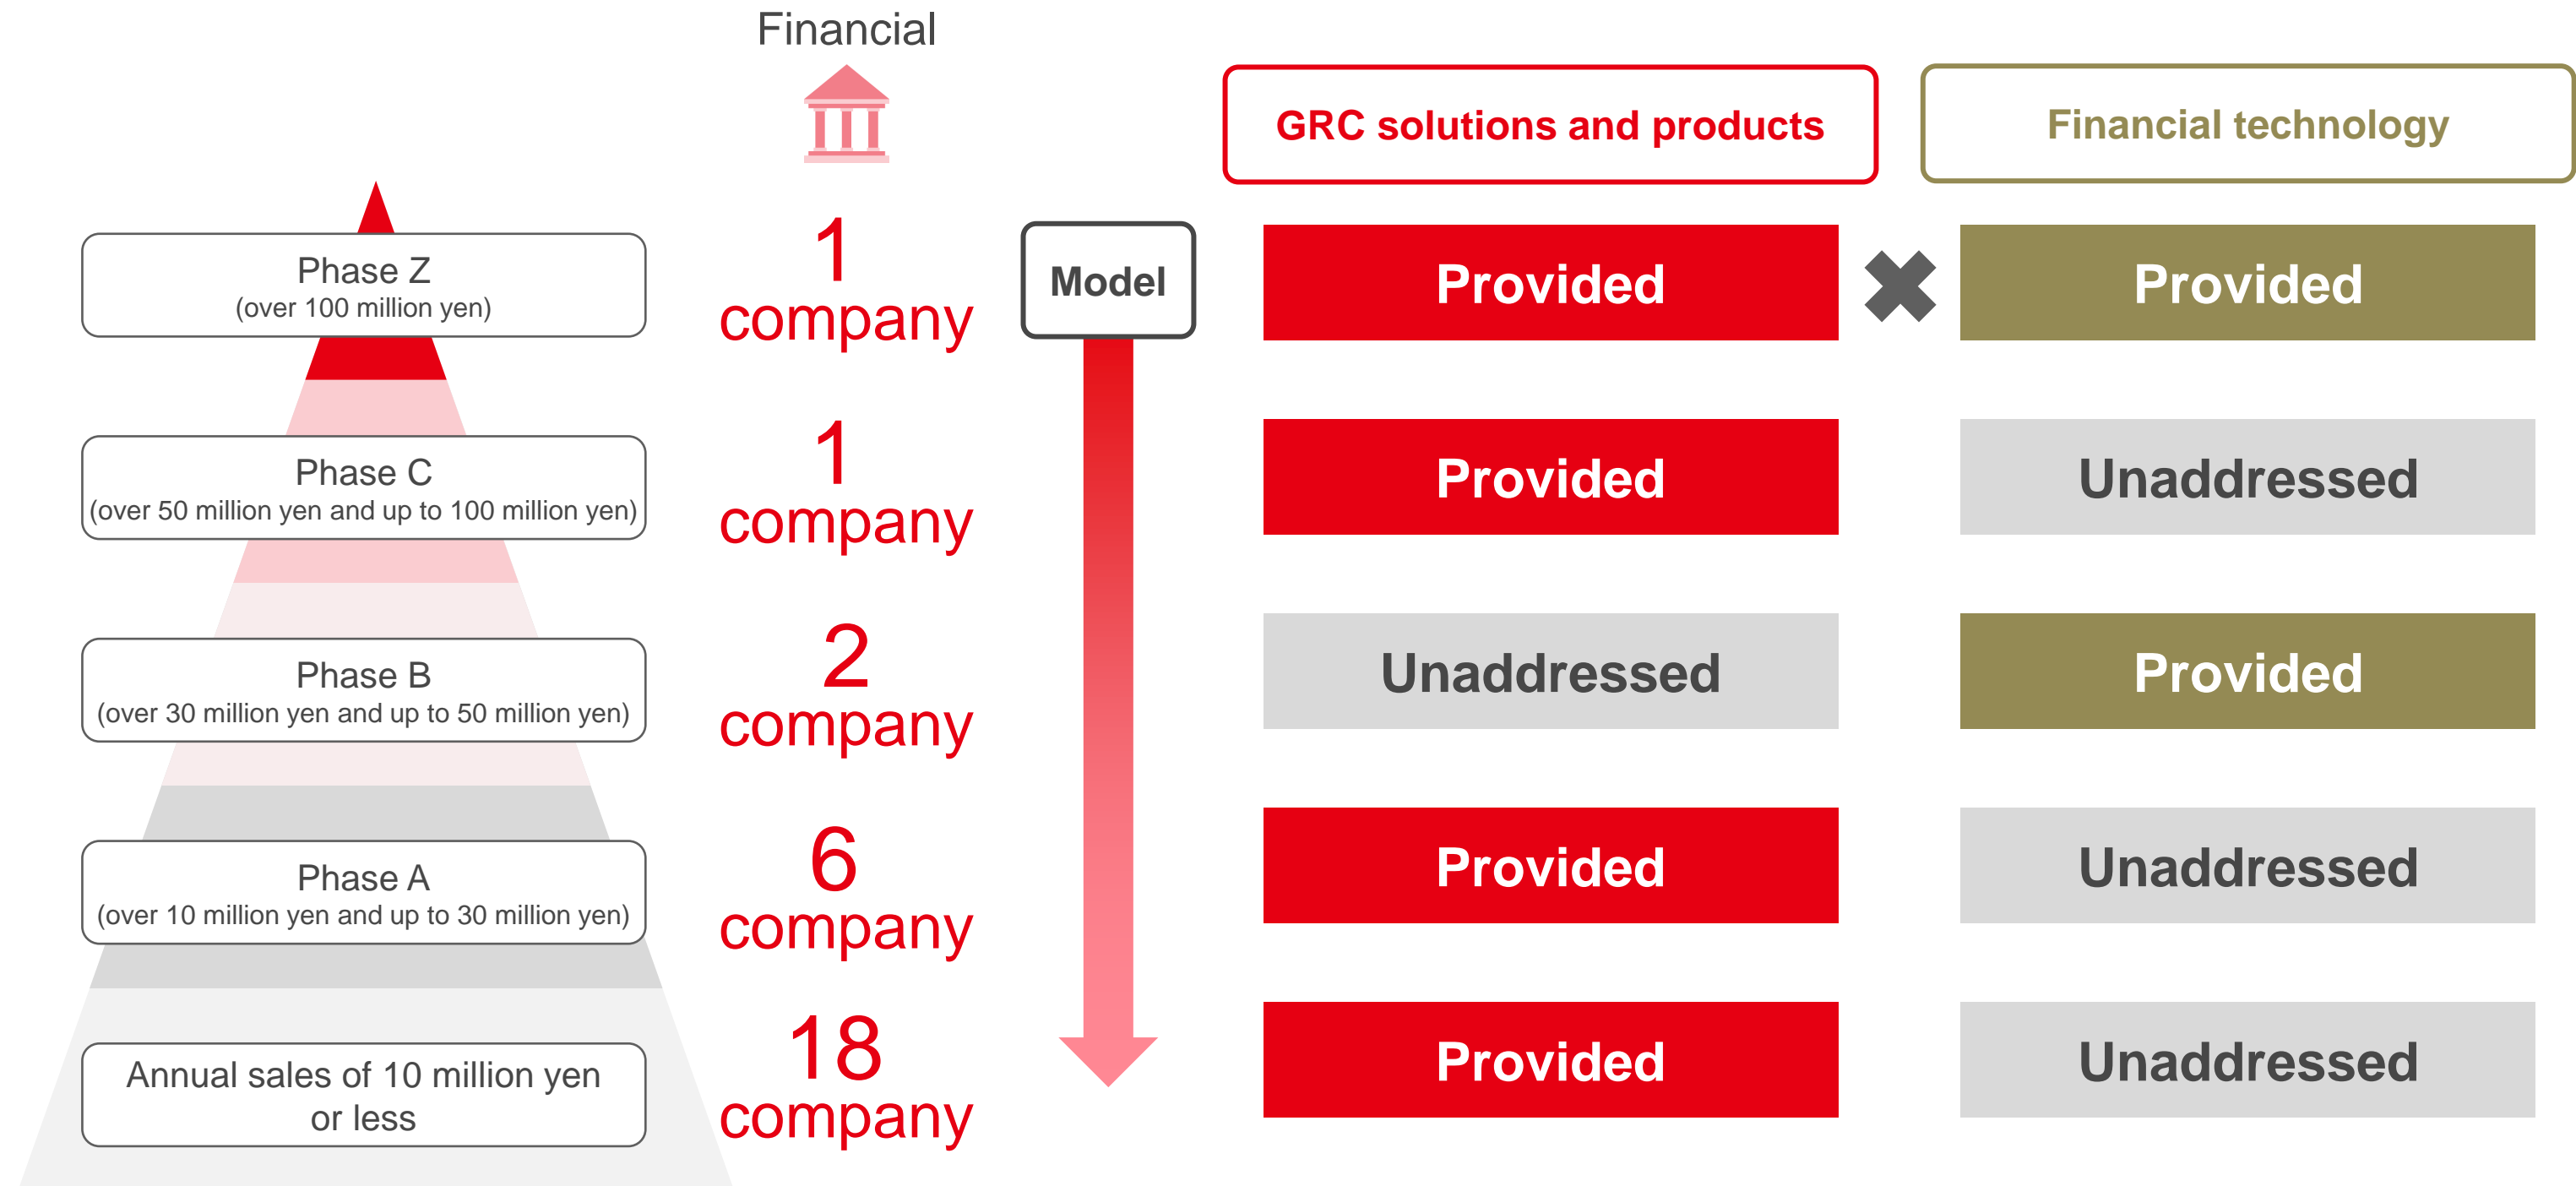 Financial
GRC solutions and products
Financial technology
Phase Z
(over 100 million yen)
1
company
Model
Provided
Provided
Phase C
(over 50 million yen and up to 100 million yen)
1
company
Provided
Unaddressed
Phase B
(over 30 million yen and up to 50 million yen)
2
company
Unaddressed
Provided
Phase A
(over 10 million yen and up to 30 million yen)
6
company
Provided
Unaddressed
Annual sales of 10 million yen
or less
18
company
Provided
Unaddressed